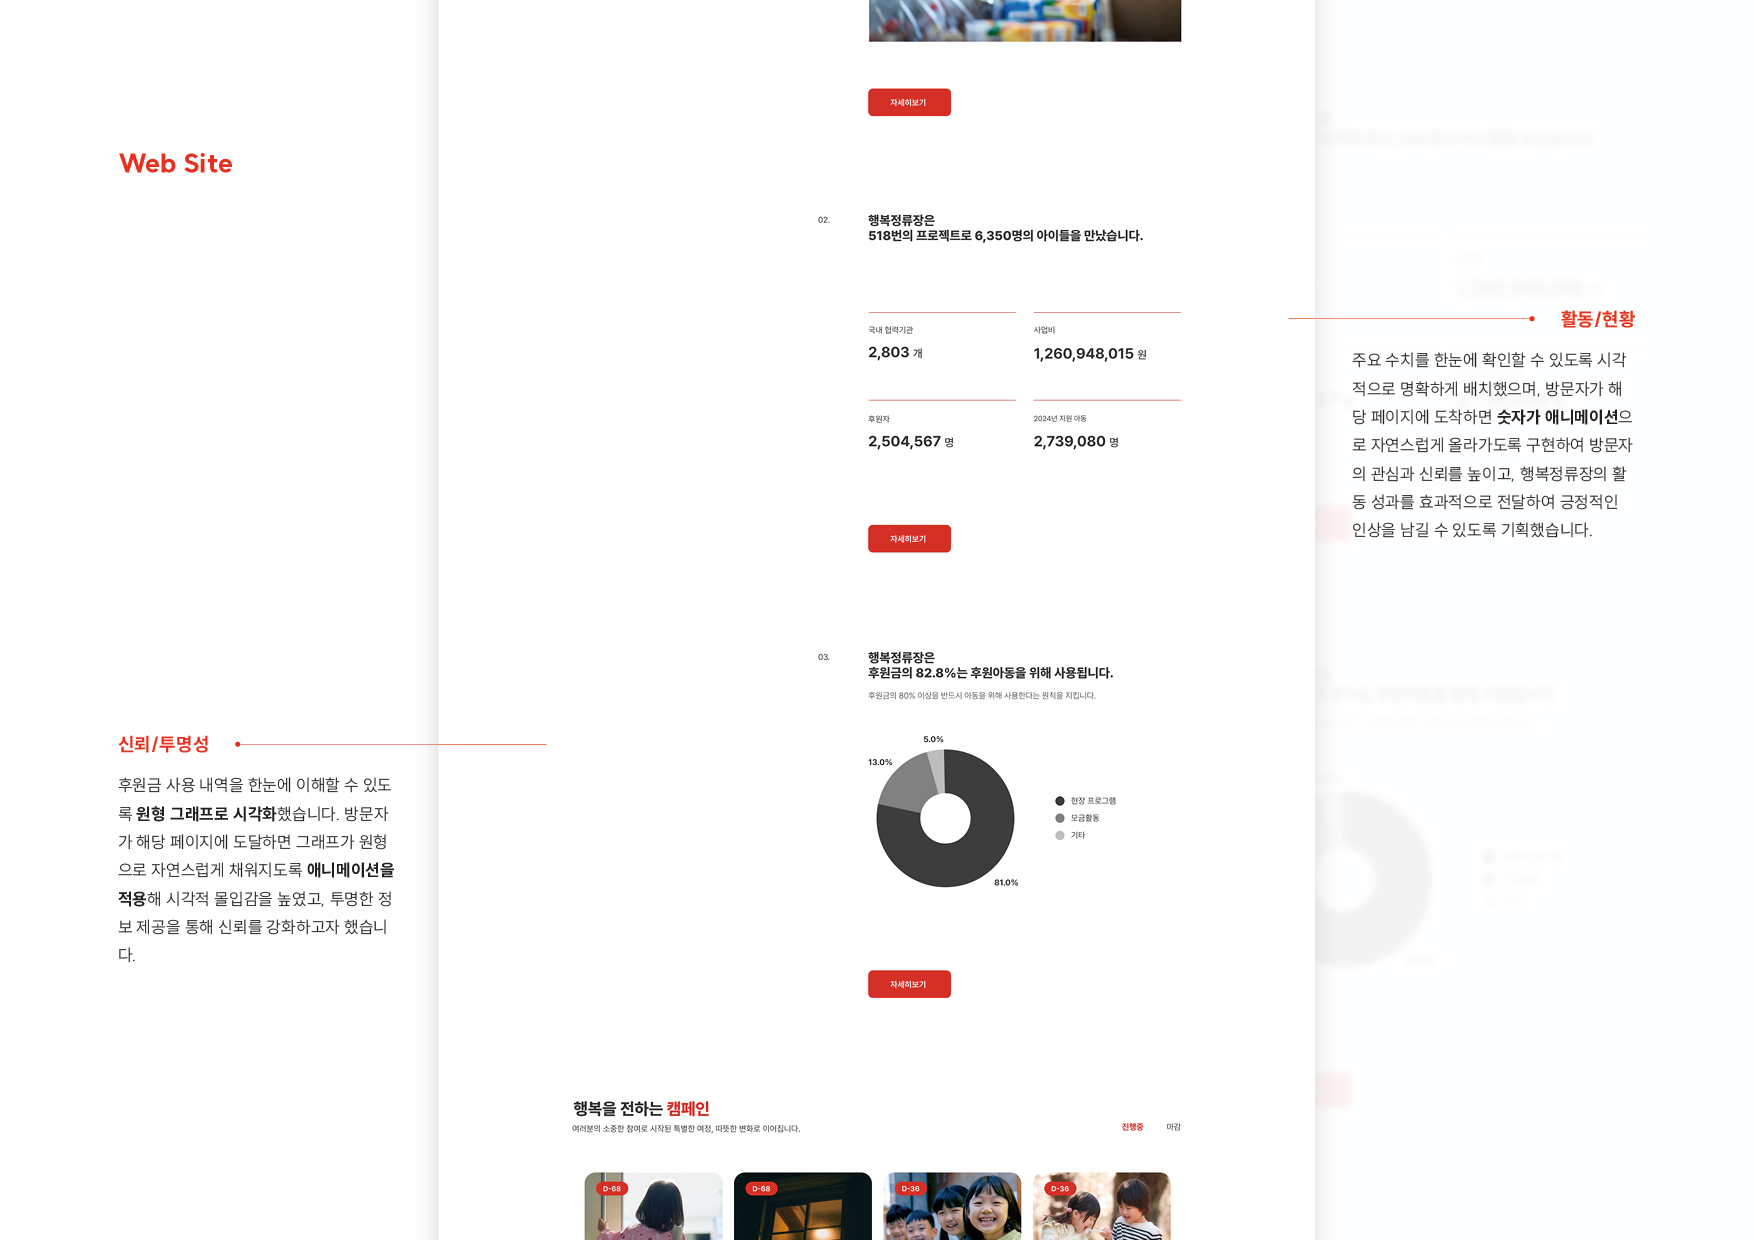 Web Site
자세히보기
02.
행복정류장은
518번의 프로젝트로 6,350명의 아이들을 만났습니다.
국내 협력기관
2,803 개
사업비
1,260,948,015 원
후원자
2,504,567 명
2024년 지원 아동
2,739,080 명
자세히보기
활동/현황
주요 수치를 한눈에 확인할 수 있도록 시각
적으로 명확하게 배치했으며, 방문자가 해
당 페이지에 도착하면 숫자가 애니메이션으
로 자연스럽게 올라가도록 구현하여 방문자
의 관심과 신뢰를 높이고, 행복정류장의 활
동 성과를 효과적으로 전달하여 긍정적인
인상을 남길 수 있도록 기획했습니다.
03.
행복정류장은
후원금의 82.8%는 후원아동을 위해 사용됩니다.
후원금의 80% 이상을 반드시 아동을 위해 사용한다는 원칙을 지킵니다.
5.0%
13.0%
81.0%
현장 프로그램
모금활동
기타
자세히보기
신뢰/투명성
후원금 사용 내역을 한눈에 이해할 수 있도
록 원형 그래프로 시각화했습니다. 방문자
가 해당 페이지에 도달하면 그래프가 원형
으로 자연스럽게 채워지도록 애니메이션을
적용해 시각적 몰입감을 높였고, 투명한 정
보 제공을 통해 신뢰를 강화하고자 했습니
다.
행복을 전하는 캠페인
여러분의 소중한 참여로 시작된 특별한 여정, 따뜻한 변화로 이어집니다.
진행중
마감
D-68
D-68
D-36
D-36